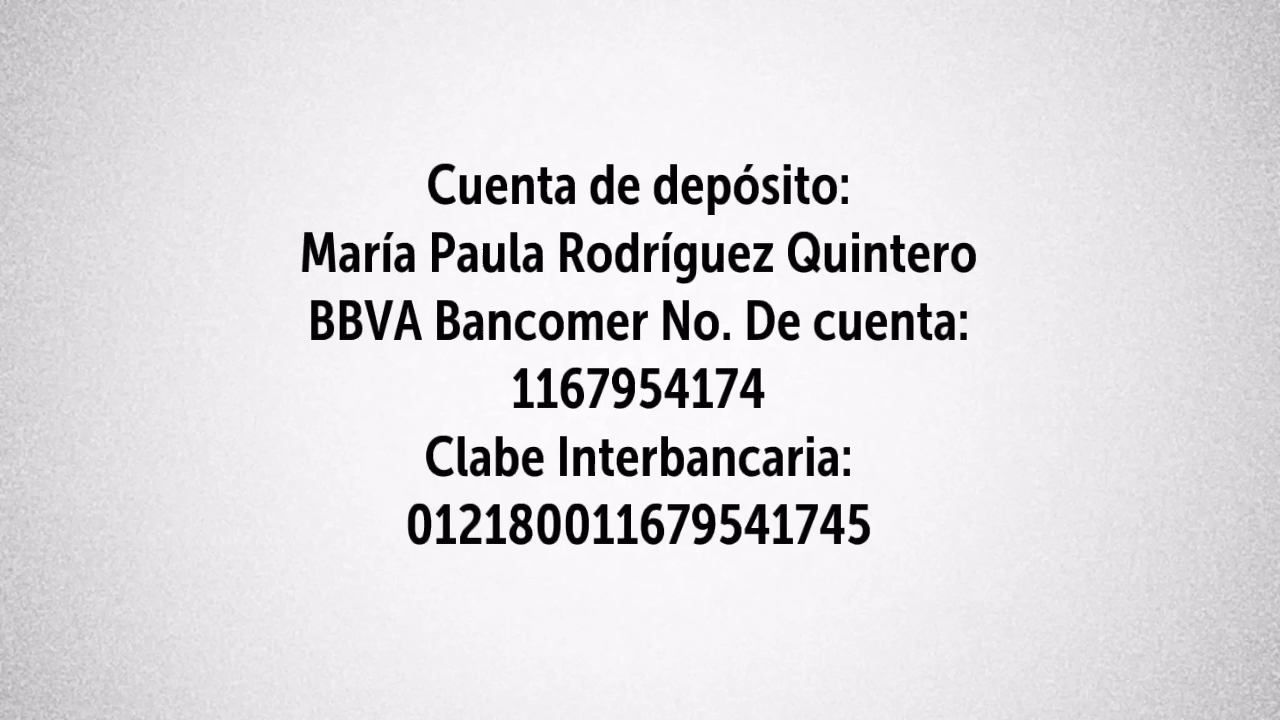 Cuenta de depósito:
María Paula Rodríguez Quintero
BBVA Bancomer No. De cuenta:
1167954174
Clabe Interbancaria:
012180011679541745